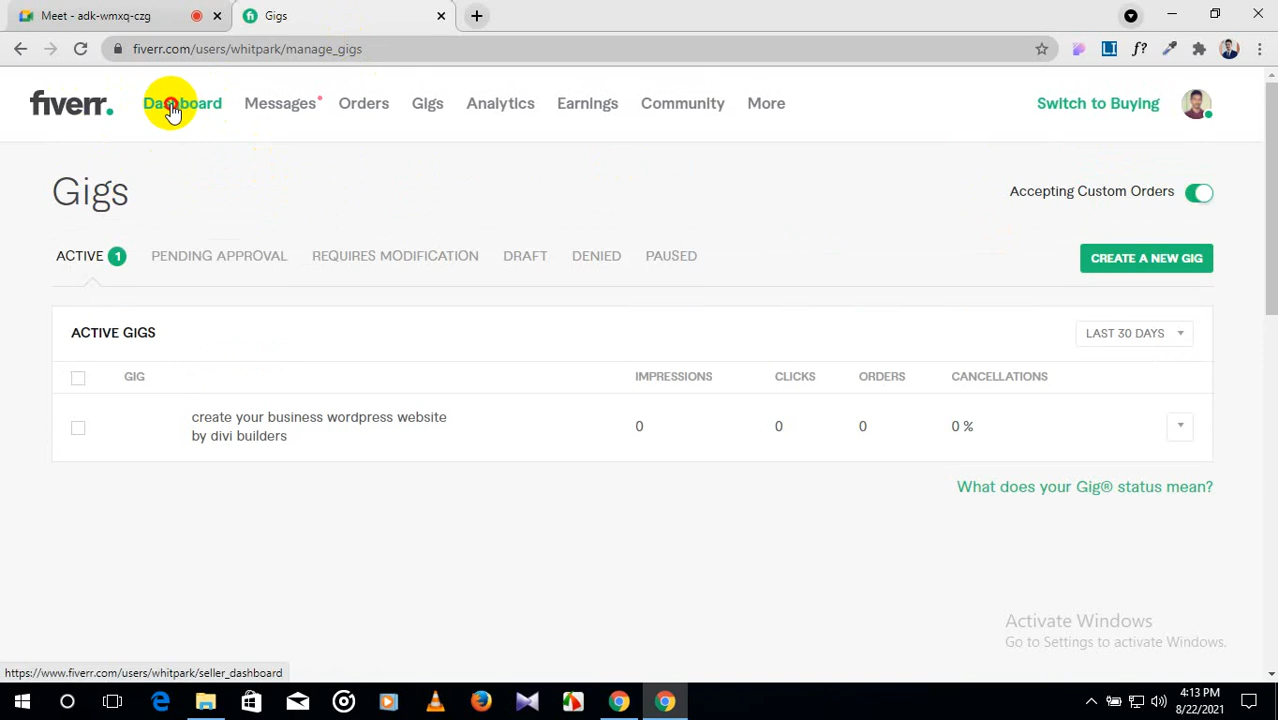 Meet - adk-wmxq-czg
Gigs
fiverr.com/users/whitpark/manage_gigs
fiverr. Dashboard Messages Orders Gigs Analytics Earnings Community More Switch to Buying
Gigs
Accepting Custom Orders
ACTIVE 1 PENDING APPROVAL REQUIRES MODIFICATION DRAFT DENIED PAUSED CREATE A NEW GIG
ACTIVE GIGS LAST 30 DAYS
GIG IMPRESSIONS CLICKS ORDERS CANCELLATIONS
create your business wordpress website
by divi builders
0 0 0 0 %
What does your Gig® status mean?
Activate Windows
Go to Settings to activate Windows.
https://www.fiverr.com/users/whitpark/seller_dashboard
4:13 PM
8/22/2021